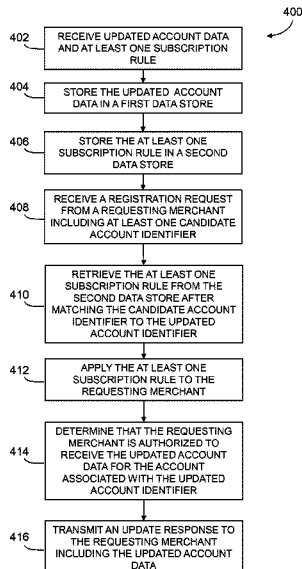 400
402
RECEIVE UPDATED ACCOUNT DATA
AND AT LEAST ONE SUBSCRIPTION
RULE
404
STORE THE UPDATED ACCOUNT
DATA IN A FIRST DATA STORE
406
STORE THE AT LEAST ONE
SUBSCRIPTION RULE IN A SECOND
DATA STORE
408
RECEIVE A REGISTRATION REQUEST
FROM A REQUESTING MERCHANT
INCLUDING AT LEAST ONE CANDIDATE
ACCOUNT IDENTIFIER
410
RETRIEVE THE AT LEAST ONE
SUBSCRIPTION RULE FROM THE
SECOND DATA STORE AFTER
MATCHING THE CANDIDATE ACCOUNT
IDENTIFIER TO THE UPDATED
ACCOUNT IDENTIFIER
412
APPLY THE AT LEAST ONE
SUBSCRIPTION RULE TO THE
REQUESTING MERCHANT
414
DETERMINE THAT THE REQUESTING
MERCHANT IS AUTHORIZED TO
RECEIVE THE UPDATED ACCOUNT
DATA FOR THE ACCOUNT
ASSOCIATED WITH THE UPDATED
ACCOUNT IDENTIFIER
416
TRANSMIT AN UPDATE RESPONSE TO
THE REQUESTING MERCHANT
INCLUDING THE UPDATED ACCOUNT
DATA